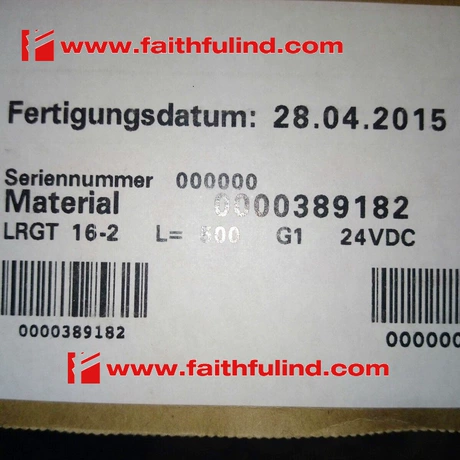 www.faithfulind.com
Fertigungsdatum: 28.04.2015
Seriennummer 000000
Material 0000389182
LRGT 16-2 L= 500 G1 24VDC
0000389182 000000
www.faithfulind.com